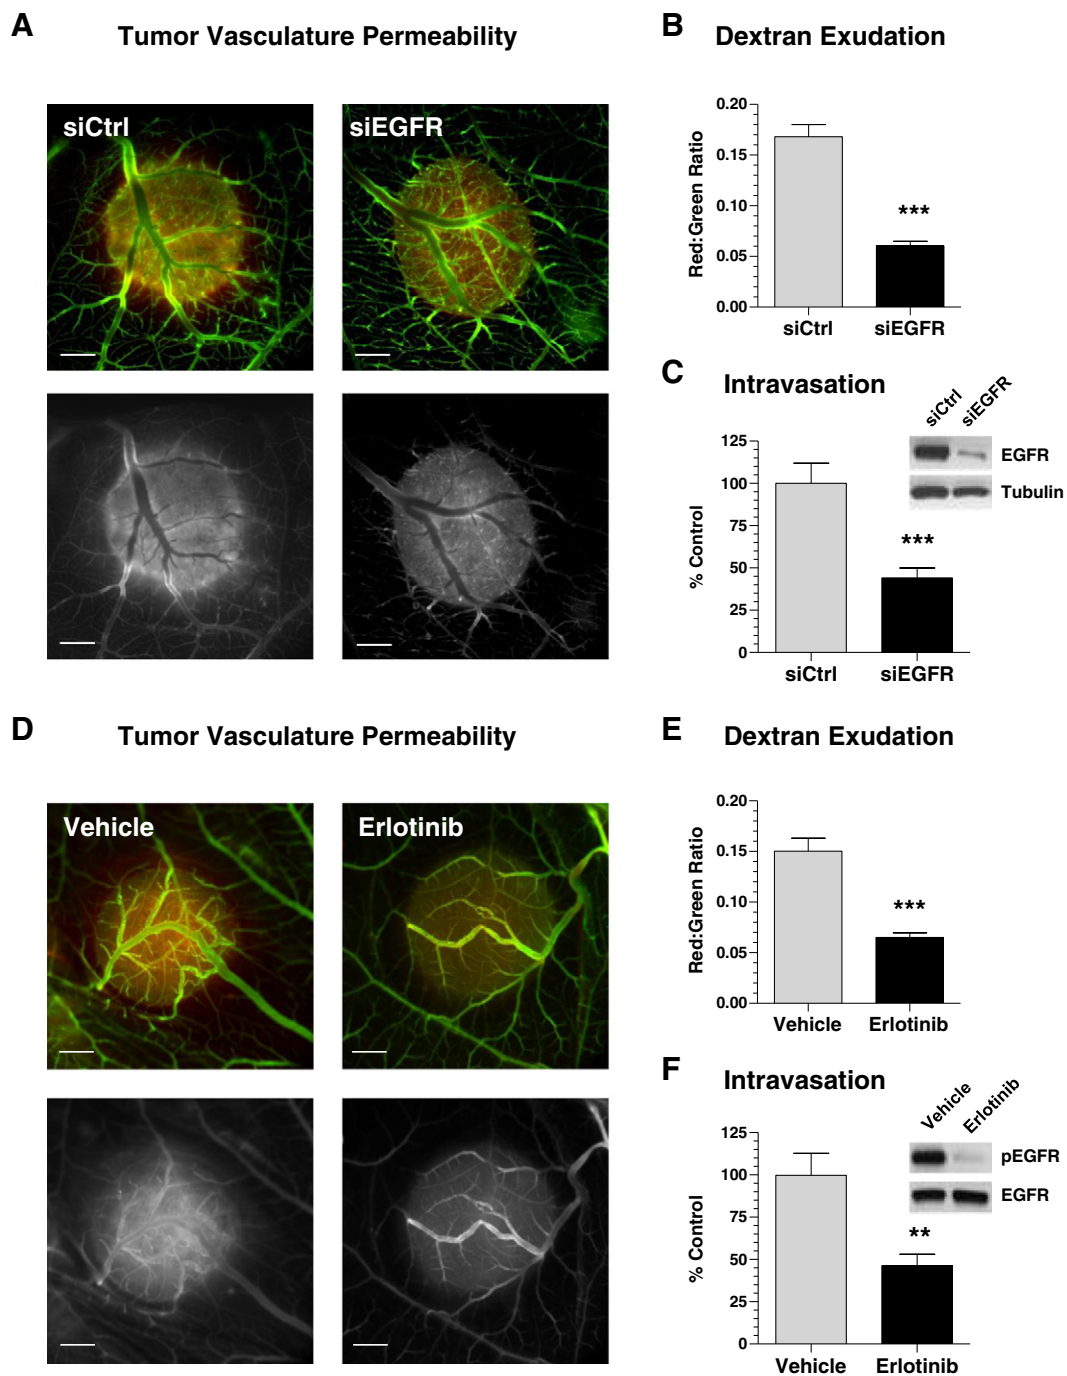 A
Tumor Vasculature Permeability
siCtrl
siEGFR
B
Dextran Exudation
Red:Green Ratio
0.20
0.15
0.10
0.05
0.00
***
siCtrl
siEGFR
C
Intravasation
siCtrl
siEGFR
EGFR
Tubulin
% Control
125
100
75
50
25
0
***
siCtrl
siEGFR
D
Tumor Vasculature Permeability
Vehicle
Erlotinib
E
Dextran Exudation
Red:Green Ratio
0.20
0.15
0.10
0.05
0.00
***
Vehicle
Erlotinib
F
Intravasation
Vehicle
Erlotinib
pEGFR
EGFR
% Control
125
100
75
50
25
0
**
Vehicle
Erlotinib